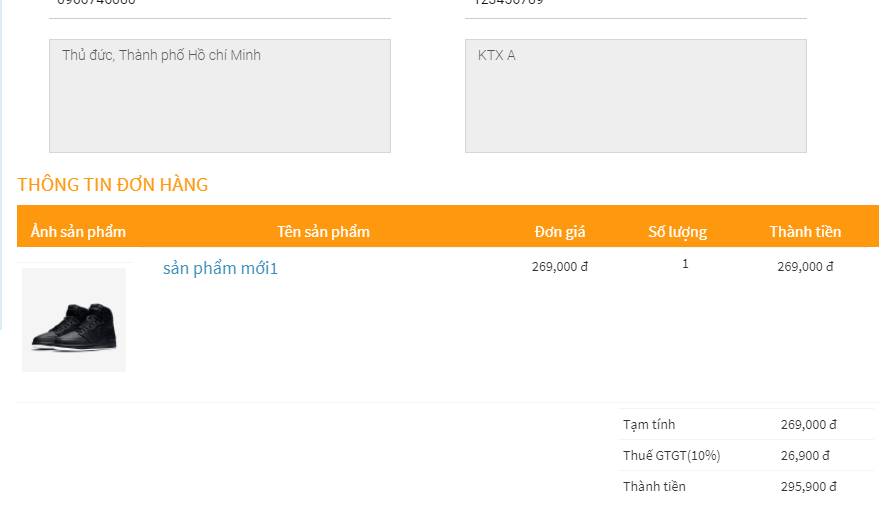 Thủ đức, Thành phố Hồ chí Minh
KTX A
THÔNG TIN ĐƠN HÀNG
Ảnh sản phẩm Tên sản phẩm Đơn giá Số lượng Thành tiền
sản phẩm mới1 269,000 đ 1 269,000 đ
Tạm tính 269,000 đ
Thuế GTGT(10%) 26,900 đ
Thành tiền 295,900 đ